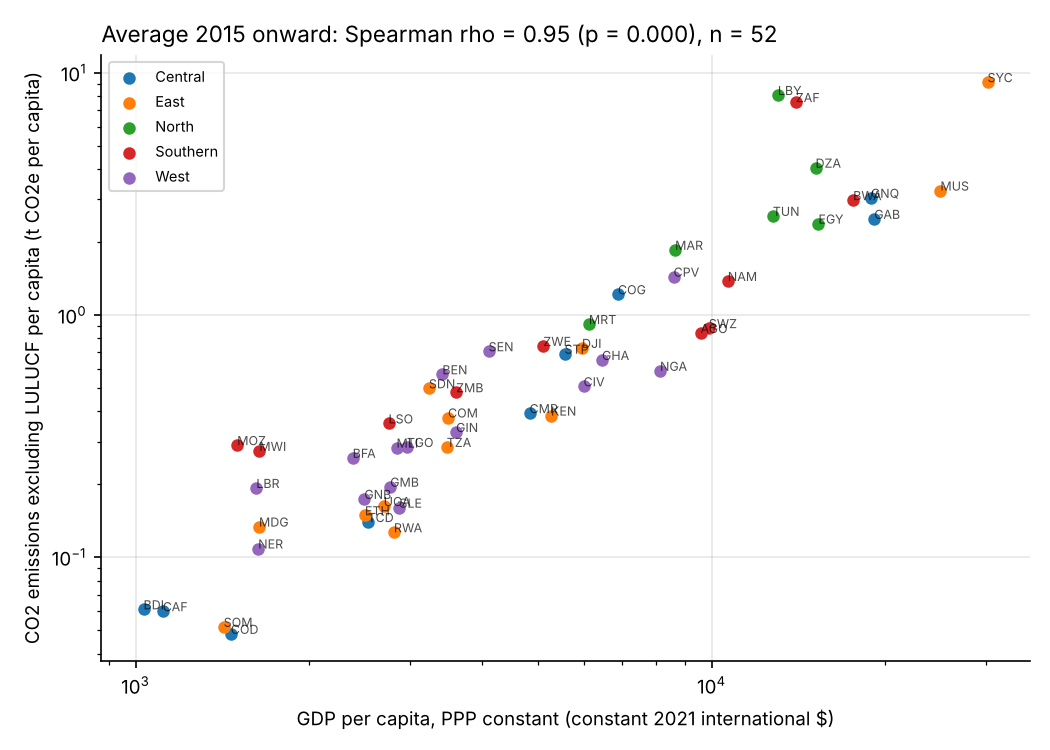 Average 2015 onward: Spearman rho = 0.95 (p = 0.000), n = 52
CO2 emissions excluding LULUCF per capita (t CO2e per capita)
10¹
10⁰
10⁻¹
Central
East
North
Southern
West
SYC
LBY
ZAF
DZA
MUS
BWA
GNQ
TUN
EGY
GAB
MAR
CPV
NAM
COG
MRT
SWZ
AGO
SEN
ZWE
STP
DJI
GHA
NGA
BEN
SDN
ZMB
CIV
LSO
COM
CMR
KEN
GIN
MOZ
MWI
BFA
MLI
TGO
TZA
LBR
GMB
GNB
UGA
SLE
ETH
TCD
RWA
MDG
NER
BDI
CAF
SOM
COD
10³
10⁴
GDP per capita, PPP constant (constant 2021 international $)